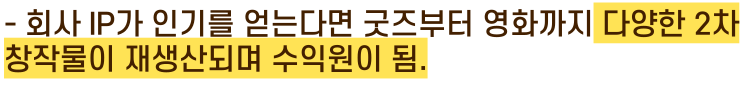 - 회사 IP가 인기를 얻는다면 굿즈부터 영화까지 다양한 2차
창작물이 재생산되며 수익원이 됨.